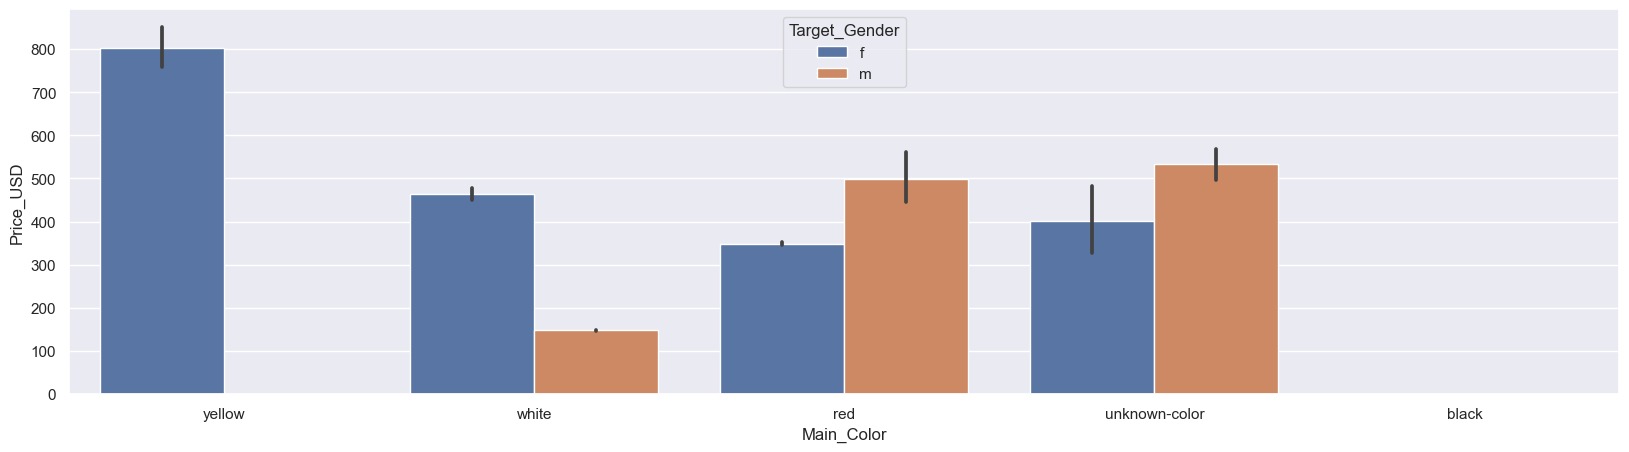 Target_Gender
f
m
Price_USD
800
700
600
500
400
300
200
100
0
yellow white red unknown-color black
Main_Color